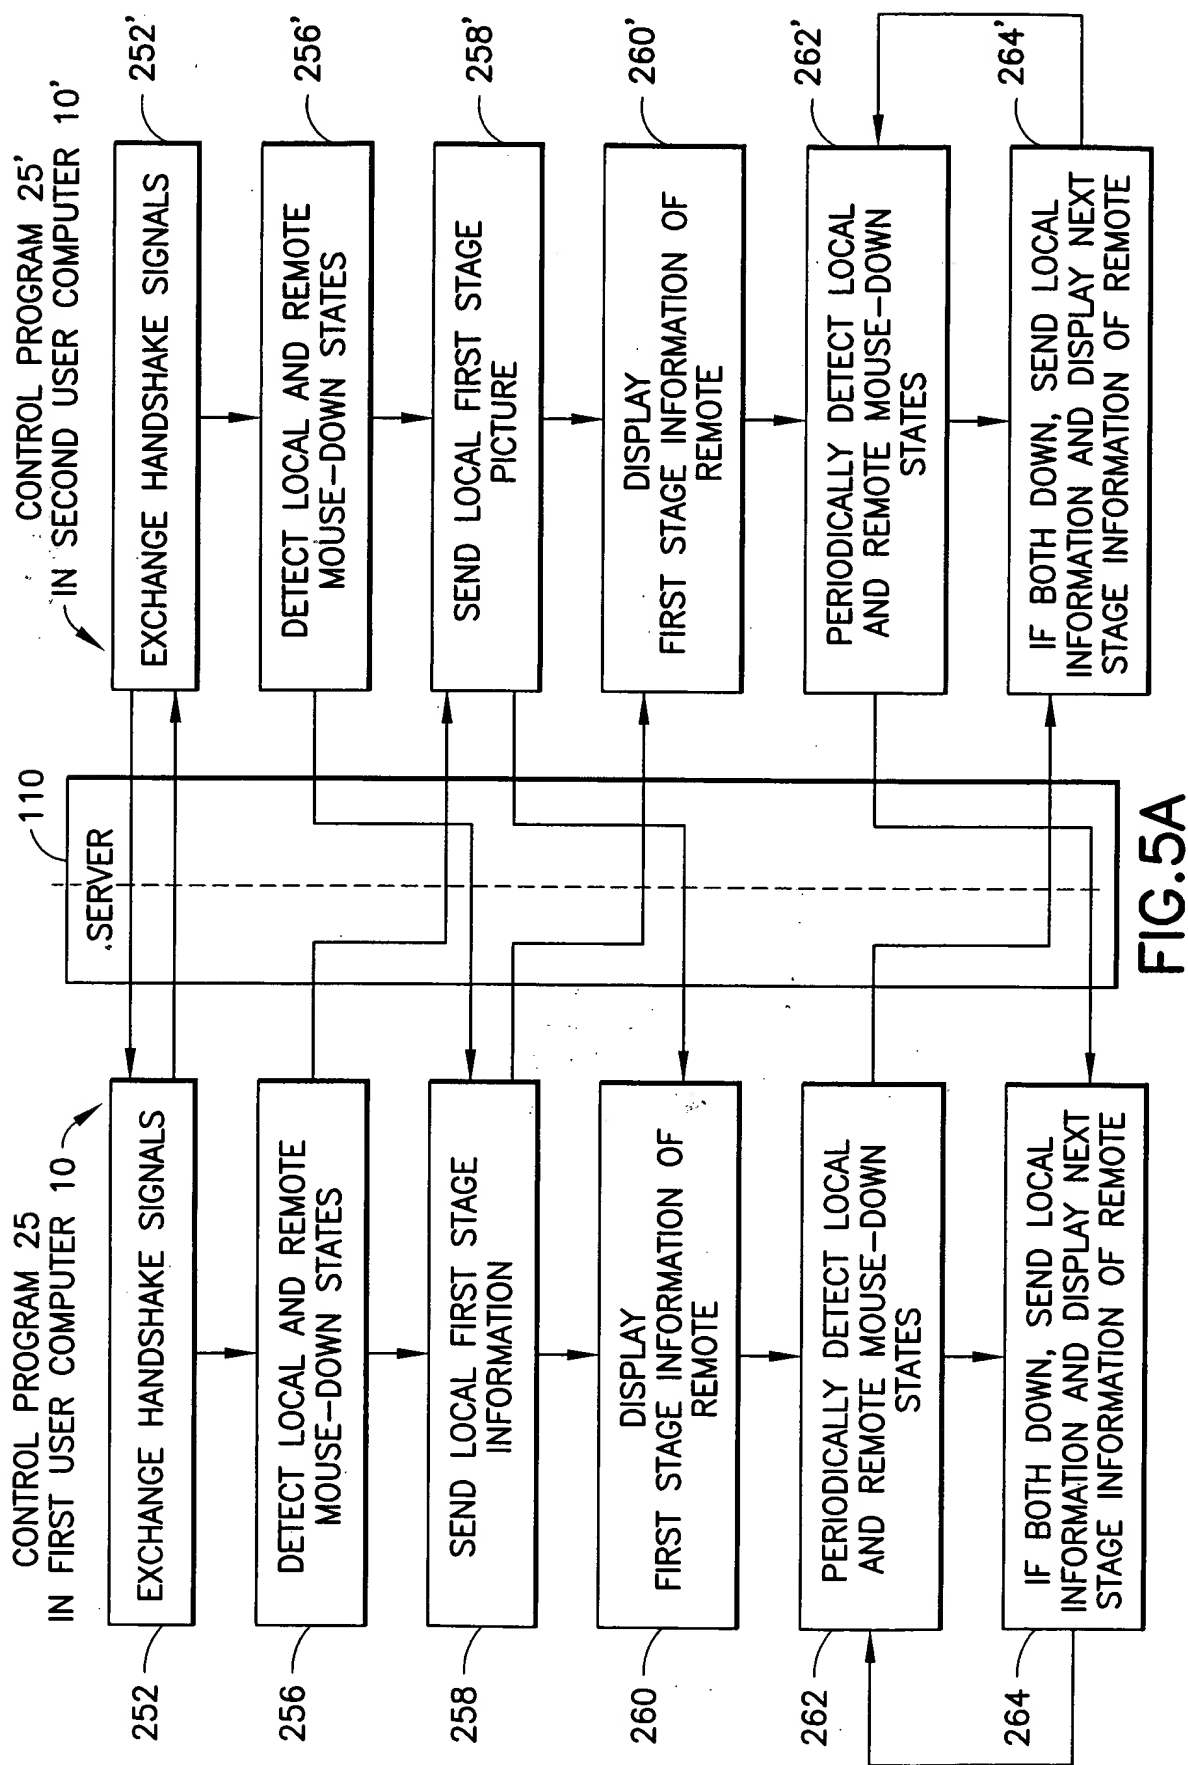 CONTROL PROGRAM 25
IN FIRST USER COMPUTER 10
252
EXCHANGE HANDSHAKE SIGNALS
256
DETECT LOCAL AND REMOTE
MOUSE-DOWN STATES
258
SEND LOCAL FIRST STAGE
INFORMATION
260
DISPLAY
FIRST STAGE INFORMATION OF
REMOTE
262
PERIODICALLY DETECT LOCAL
AND REMOTE MOUSE-DOWN
STATES
264
IF BOTH DOWN, SEND LOCAL
INFORMATION AND DISPLAY NEXT
STAGE INFORMATION OF REMOTE
110
SERVER
CONTROL PROGRAM 25'
IN SECOND USER COMPUTER 10'
252'
EXCHANGE HANDSHAKE SIGNALS
256'
DETECT LOCAL AND REMOTE
MOUSE-DOWN STATES
258'
SEND LOCAL FIRST STAGE
PICTURE
260'
DISPLAY
FIRST STAGE INFORMATION OF
REMOTE
262'
PERIODICALLY DETECT LOCAL
AND REMOTE MOUSE-DOWN
STATES
264'
IF BOTH DOWN, SEND LOCAL
INFORMATION AND DISPLAY NEXT
STAGE INFORMATION OF REMOTE
FIG.5A